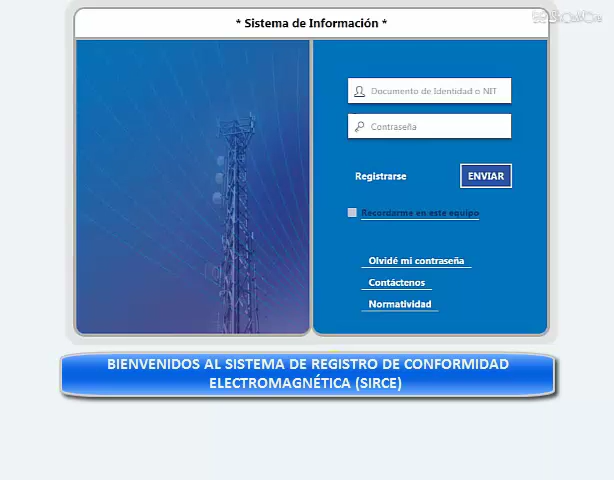 * Sistema de Información *
Documento de Identidad o NIT
Contraseña
Registrarse
ENVIAR
Recordarme en este equipo
Olvidé mi contraseña
Contáctenos
Normatividad
BIENVENIDOS AL SISTEMA DE REGISTRO DE CONFORMIDAD
ELECTROMAGNÉTICA (SIRCE)